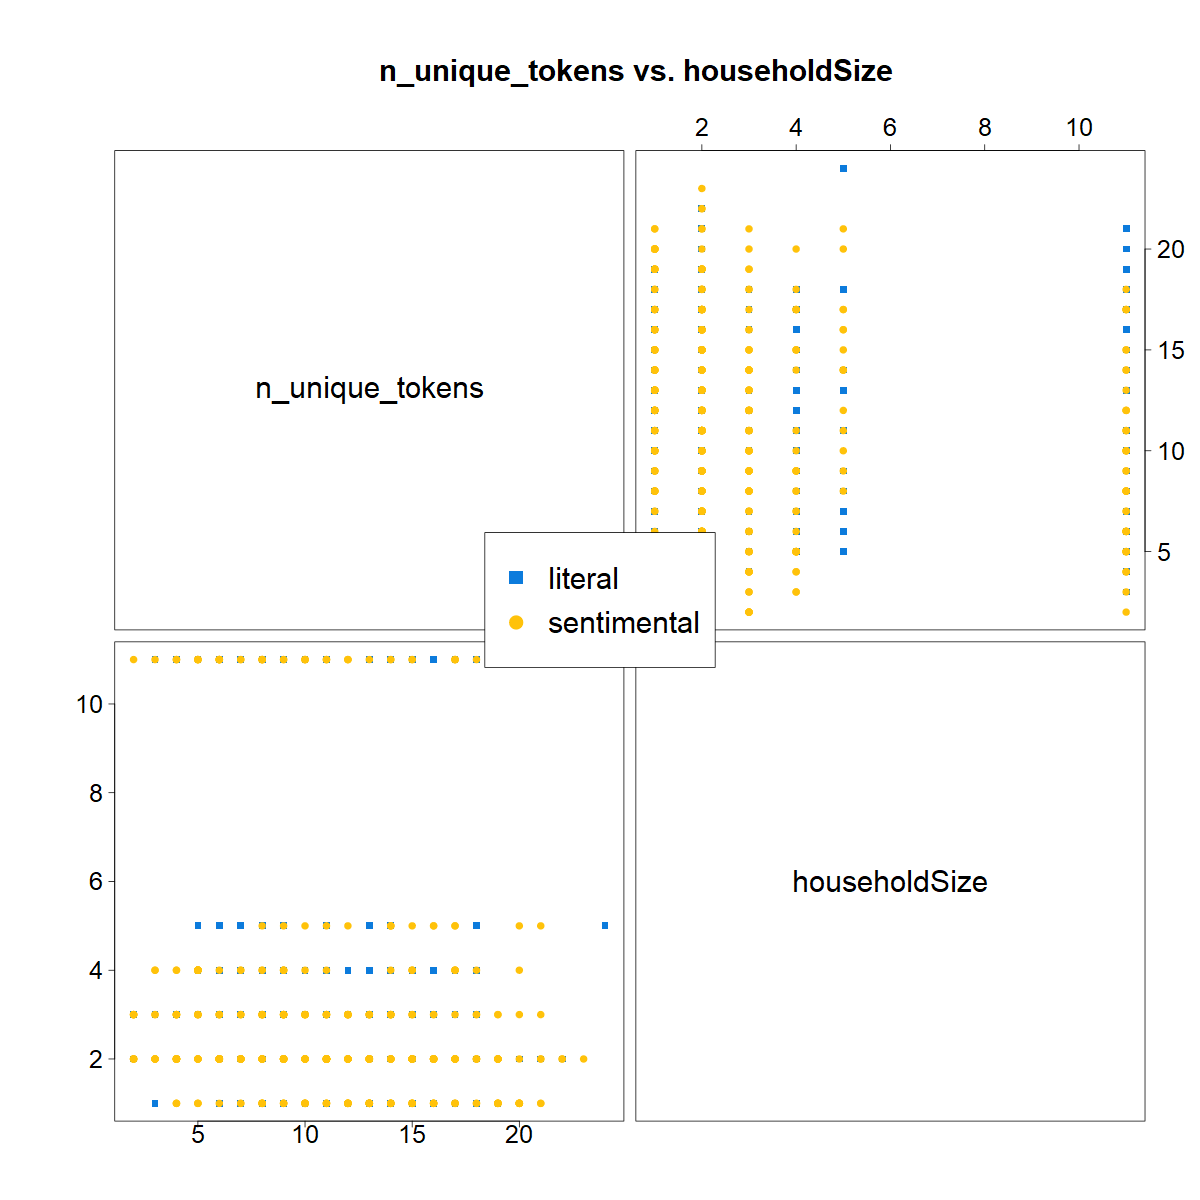 n_unique_tokens vs. householdSize
2 4 6 8 10
n_unique_tokens
20
15
10
5
literal
sentimental
10
8
6
4
2
householdSize
5 10 15 20